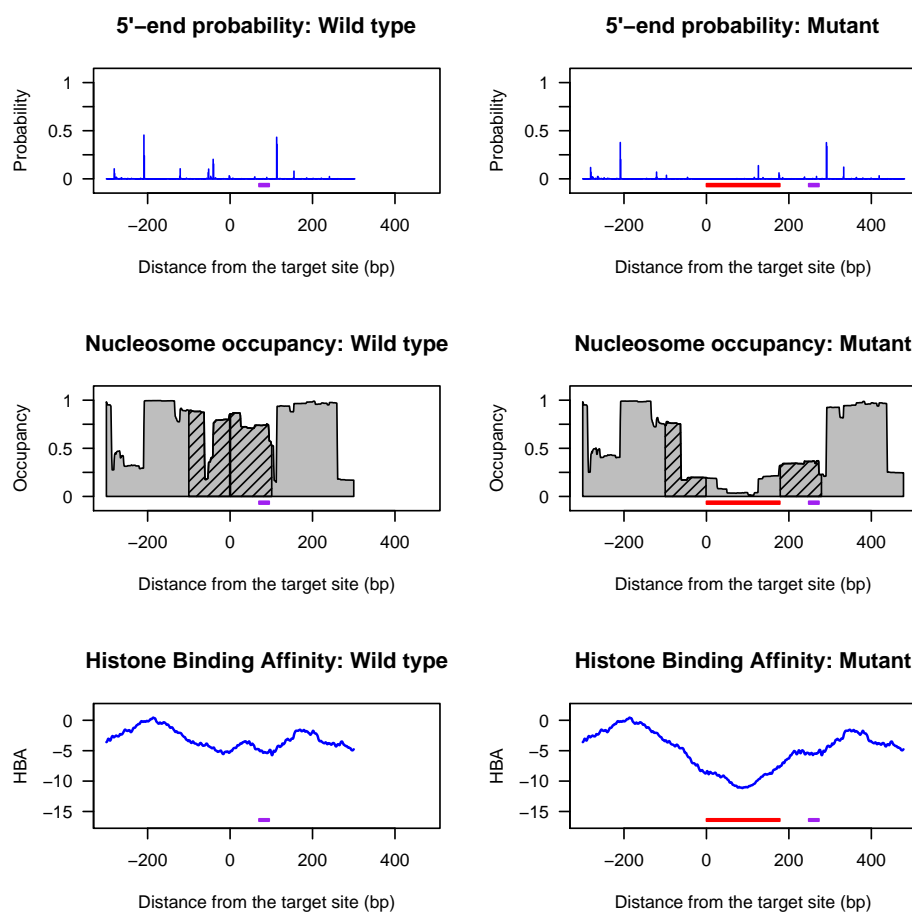 5'−end probability: Wild type
Probability
1
0.5
0
−200 0 200 400
Distance from the target site (bp)
5'−end probability: Mutant
Probability
1
0.5
0
−200 0 200 400
Distance from the target site (bp)
Nucleosome occupancy: Wild type
Occupancy
1
0.5
0
−200 0 200 400
Distance from the target site (bp)
Nucleosome occupancy: Mutant
Occupancy
1
0.5
0
−200 0 200 400
Distance from the target site (bp)
Histone Binding Affinity: Wild type
HBA
0
−5
−10
−15
−200 0 200 400
Distance from the target site (bp)
Histone Binding Affinity: Mutant
HBA
0
−5
−10
−15
−200 0 200 400
Distance from the target site (bp)